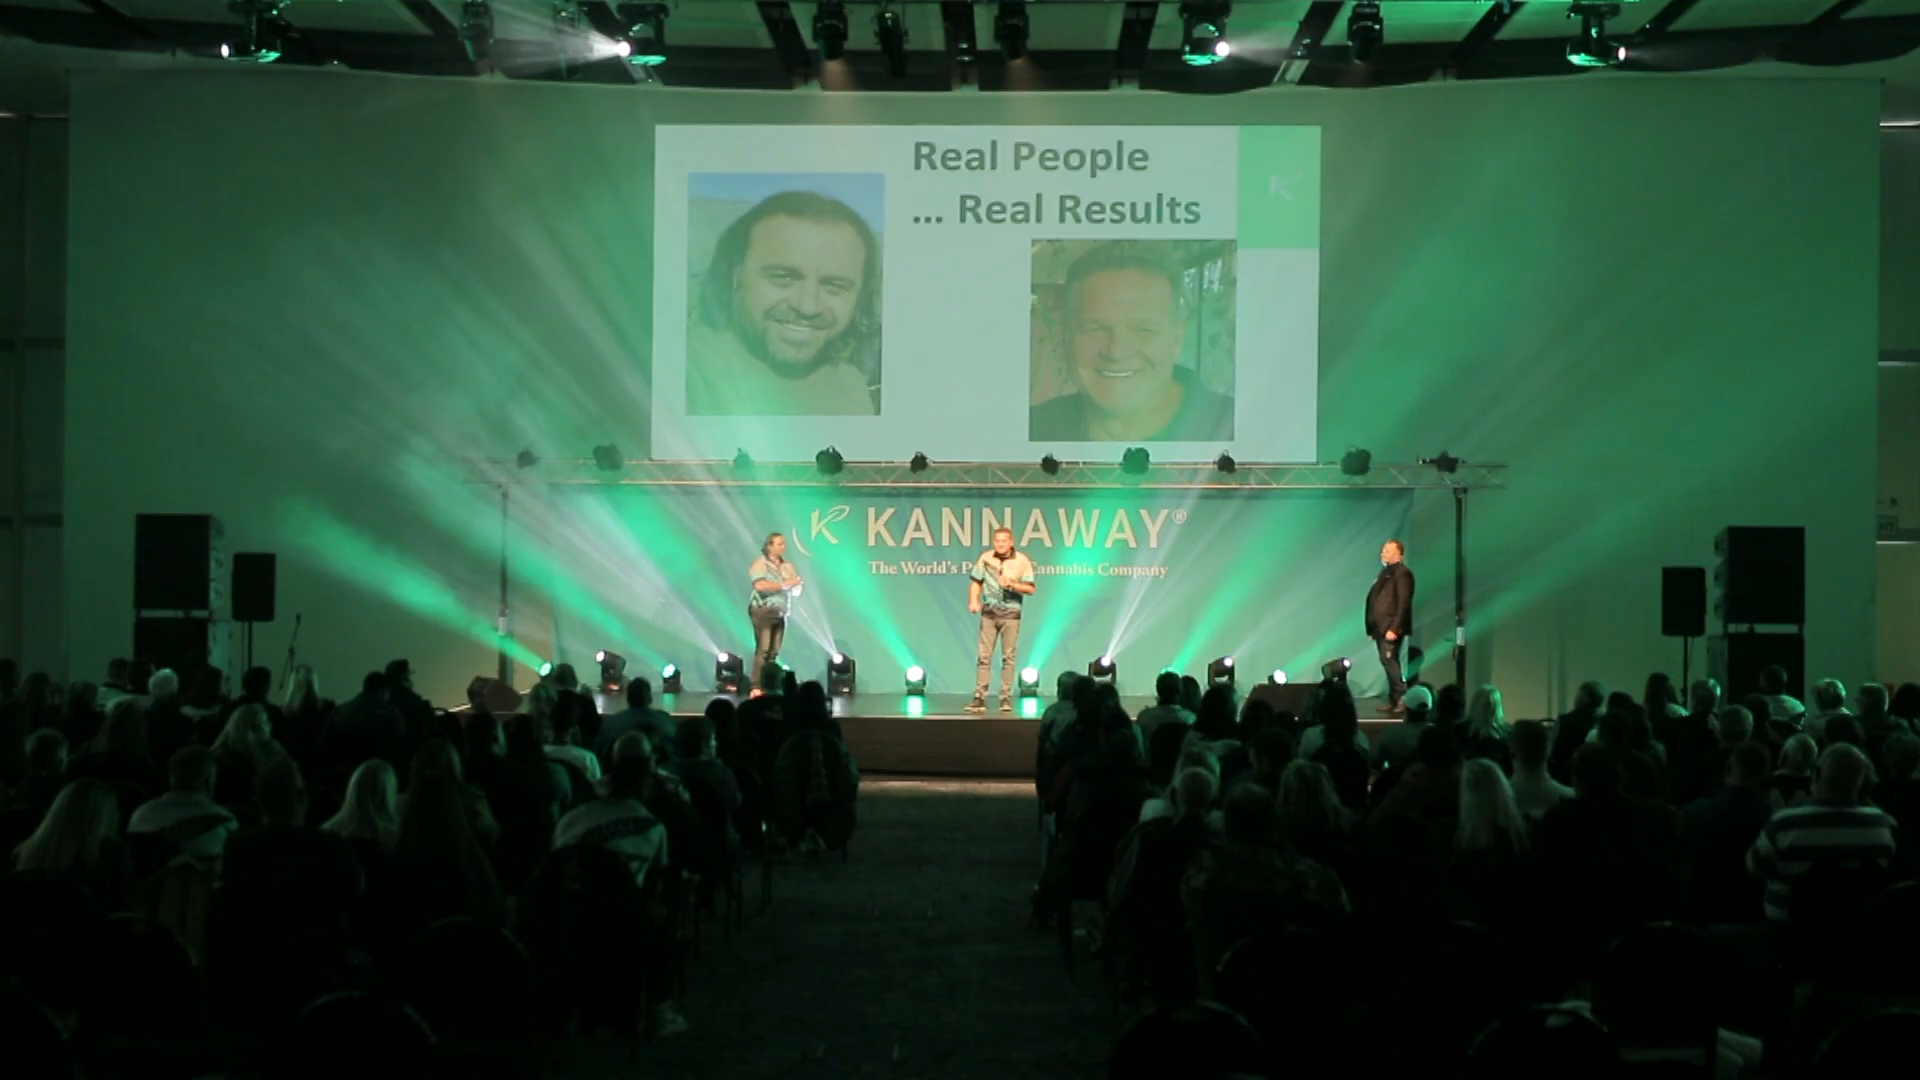 Real People
... Real Results
K
KANNAWAY®
The World's Cannabis Company